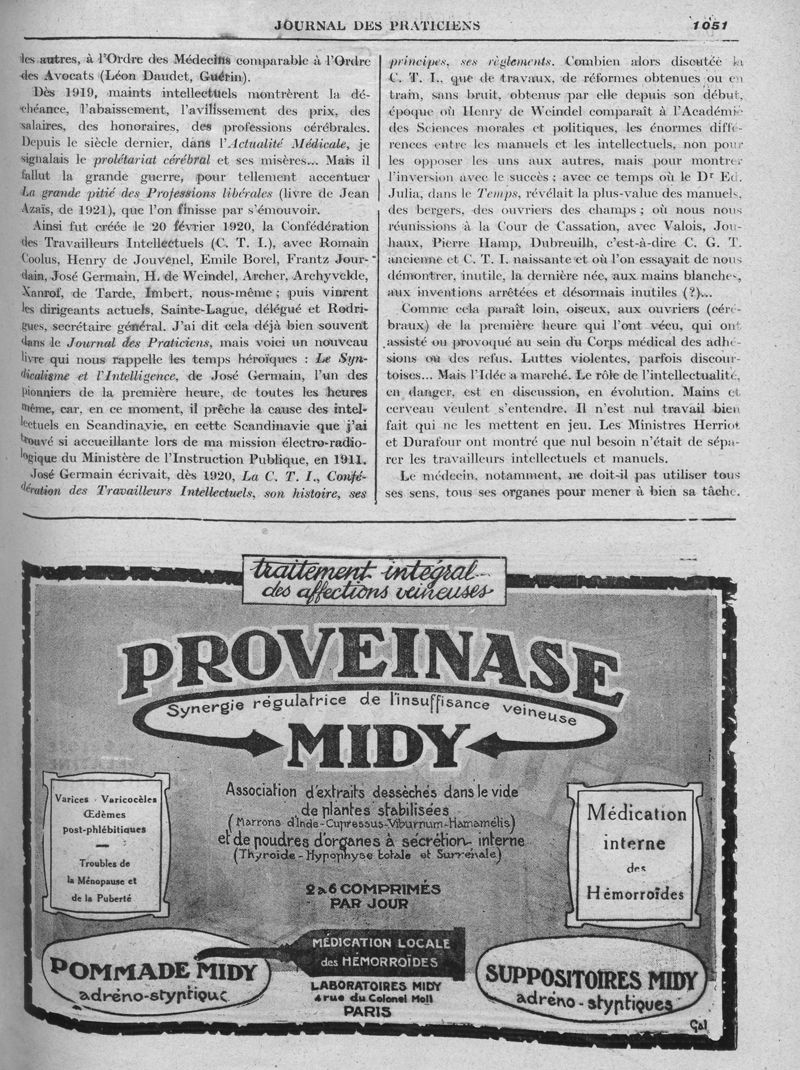 JOURNAL DES PRATICIENS
1051
les autres, à l'Ordre des Médecins comparable à l'Ordre
des Avocats (Léon Daudet, Guérin).
Dès 1919, maints intellectuels montrèrent la dé-
chéance, l'abaissement, l'avilissement des prix, des
salaires, des honoraires, des professions cérébrales.
Depuis le siècle dernier, dans l'Actualité Médicale, je
signalais le prolétariat cérébral et ses misères... Mais il
fallut la grande guerre, pour tellement accentuer
La grande pitié des Professions libérales (livre de Jean
Azaïs, de 1921), que l'on finisse par s'émouvoir.
Ainsi fut créée le 20 février 1920, la Confédération
des Travailleurs Intellectuels (C. T. I.), avec Romain
Coolus, Henry de Jouvenel, Emile Borel, Frantz Jour-
dain, José Germain, H. de Weindel, Archer, Archyvelde,
Xanrof, de Tarde, Imbert, nous-même ; puis vinrent
les dirigeants actuels, Sainte-Lague, délégué et Rodri-
gues, secrétaire général. J'ai dit cela déjà bien souvent
dans le Journal des Praticiens, mais voici un nouveau
livre qui nous rappelle les temps héroïques : Le Syn-
dicalisme et l'Intelligence, de José Germain, l'un des
pionniers de la première heure, de toutes les heures
même, car, en ce moment, il prêche la cause des intel-
lectuels en Scandinavie, en cette Scandinavie que j'ai
trouvé si accueillante lors de ma mission électro-radio-
logique du Ministère de l'Instruction Publique, en 1911.
José Germain écrivait, dès 1920, La C. T. I., Confé-
dération des Travailleurs Intellectuels, son histoire, ses
principes, ses règlements. Combien alors discutée la
C. T. I., que de travaux, de réformes obtenues ou en
train, sans bruit, obtenus par elle depuis son début,
époque où Henry de Weindel comparaît à l'Académie
des Sciences morales et politiques, les énormes diffé-
rences entre les manuels et les intellectuels, non pour
les opposer les uns aux autres, mais pour montrer
l'inversion avec le succès ; avec ce temps où le Dr Ed.
Julia, dans le Temps, révélait la plus-value des manuels,
des bergers, des ouvriers des champs ; où nous nous
réunissions à la Cour de Cassation, avec Valois, Jou-
haux, Pierre Hamp, Dubreuilh, c'est-à-dire C. G. T.
ancienne et C. T. I. naissante et où l'on essayait de nous
démontrer, inutile, la dernière née, aux mains blanches,
aux inventions arrêtées et désormais inutiles (?)...
Comme cela paraît loin, oiseux, aux ouvriers (céré-
braux) de la première heure qui l'ont vécu, qui ont
assisté ou provoqué au sein du Corps médical des adhé-
sions ou des refus. Luttes violentes, parfois discour-
toises... Mais l'Idée a marché. Le rôle de l'intellectualité,
en danger, est en discussion, en évolution. Mains et
cerveau veulent s'entendre. Il n'est nul travail bien
fait qui ne les mettent en jeu. Les Ministres Herriot
et Durafour ont montré que nul besoin n'était de sépa-
rer les travailleurs intellectuels et manuels.
Le médecin, notamment, ne doit-il pas utiliser tous
ses sens, tous ses organes pour mener à bien sa tâche.
traitement intégral
des affections veineuses
PROVEINASE
Synergie régulatrice de l'insuffisance veineuse
MIDY
Varices - Varicocèles
Œdèmes
post-phlébitiques
Troubles de
la Ménopause et
de la Puberté
Association d'extraits desséchés dans le vide
de plantes stabilisées
(Marrons d'Inde-Cupressus-Viburnum-Hamamélis)
et de poudres d'organes à sécrétion interne
(Thyroïde - Hypophyse totale et Surrénale)
2 à 6 COMPRIMÉS
PAR JOUR
Médication
interne
des
Hémorroïdes
POMMADE MIDY
adréno-styptique
MÉDICATION LOCALE
des HÉMORROÏDES
LABORATOIRES MIDY
4 rue du Colonel Moll
PARIS
SUPPOSITOIRES MIDY
adréno-styptiques
Gal